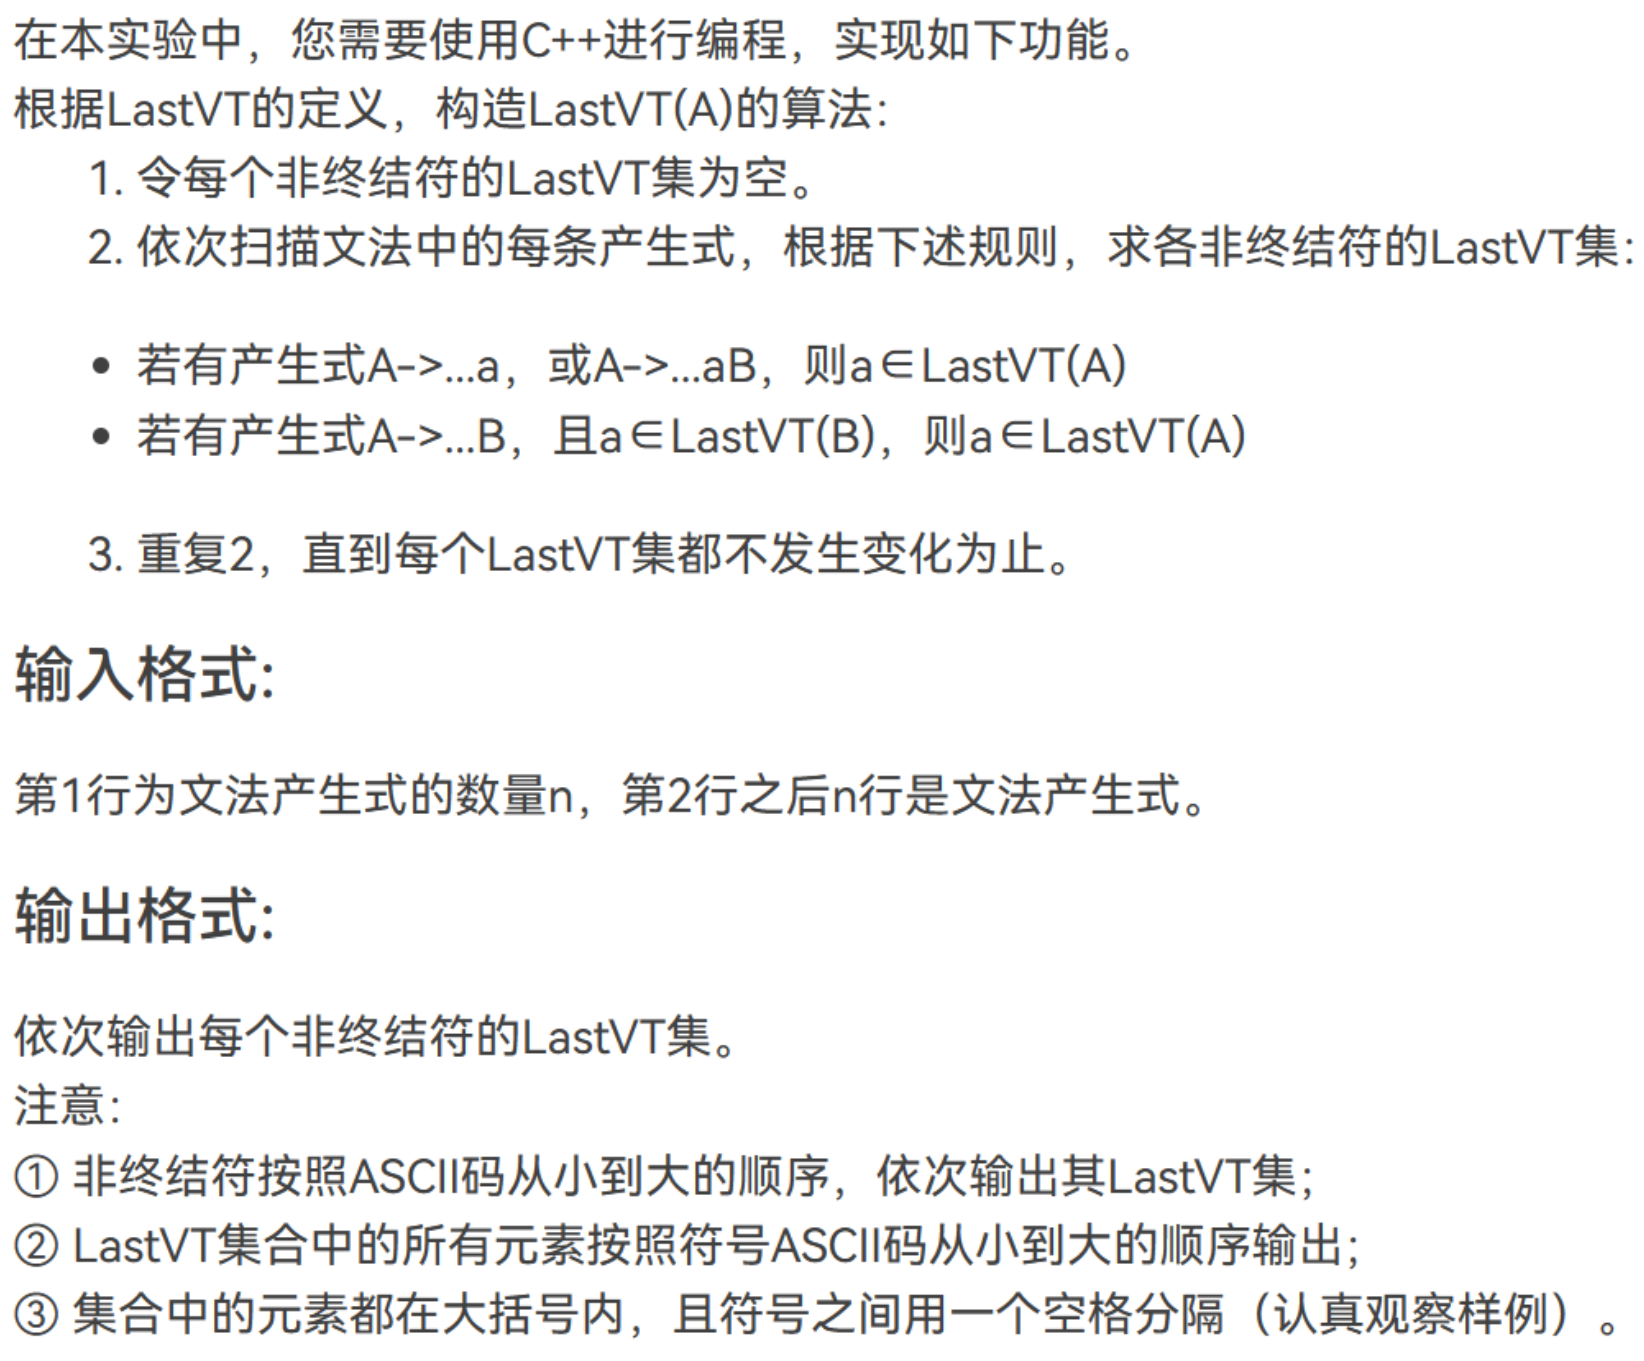 在本实验中，您需要使用C++进行编程，实现如下功能。
根据LastVT的定义，构造LastVT(A)的算法：
1. 令每个非终结符的LastVT集为空。
2. 依次扫描文法中的每条产生式，根据下述规则，求各非终结符的LastVT集：
• 若有产生式A->...a，或A->...aB，则a∈LastVT(A)
• 若有产生式A->...B，且a∈LastVT(B)，则a∈LastVT(A)
3. 重复2，直到每个LastVT集都不发生变化为止。
输入格式:
第1行为文法产生式的数量n，第2行之后n行是文法产生式。
输出格式:
依次输出每个非终结符的LastVT集。
注意：
① 非终结符按照ASCII码从小到大的顺序，依次输出其LastVT集；
② LastVT集合中的所有元素按照符号ASCII码从小到大的顺序输出；
③ 集合中的元素都在大括号内，且符号之间用一个空格分隔（认真观察样例）。